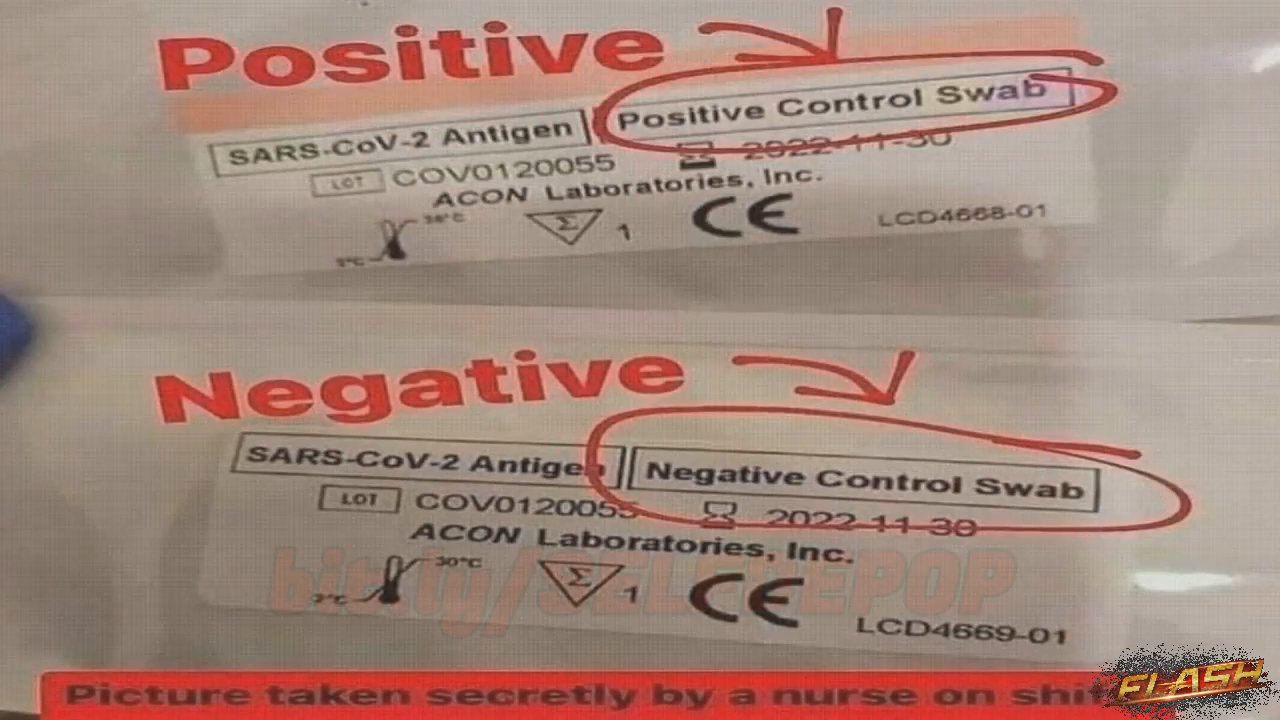 Positive
SARS-CoV-2 Antigen Positive Control Swab
LOT COV0120055 2022-11-30
ACON Laboratories, Inc.
30°C
2°C
Σ 1 CE LCD4668-01
Negative
SARS-CoV-2 Antigen Negative Control Swab
LOT COV0120055 2022-11-30
ACON Laboratories, Inc.
30°C
2°C
Σ 1 CE LCD4669-01
Picture taken secretly by a nurse on
FLASH